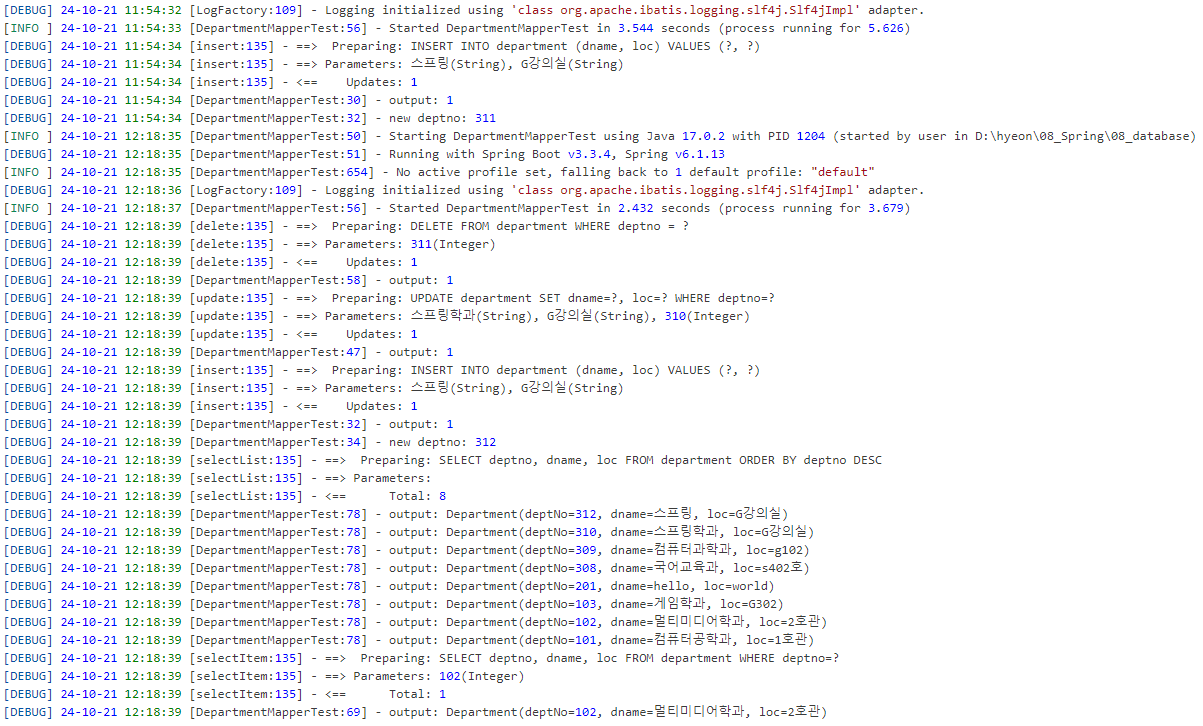 [DEBUG] 24-10-21 11:54:32 [LogFactory:109] - Logging initialized using 'class org.apache.ibatis.logging.slf4j.Slf4jImpl' adapter.
[INFO ] 24-10-21 11:54:33 [DepartmentMapperTest:56] - Started DepartmentMapperTest in 3.544 seconds (process running for 5.626)
[DEBUG] 24-10-21 11:54:34 [insert:135] - ==>  Preparing: INSERT INTO department (dname, loc) VALUES (?, ?)
[DEBUG] 24-10-21 11:54:34 [insert:135] - ==> Parameters: 스프링(String), G강의실(String)
[DEBUG] 24-10-21 11:54:34 [insert:135] - <==    Updates: 1
[DEBUG] 24-10-21 11:54:34 [DepartmentMapperTest:30] - output: 1
[DEBUG] 24-10-21 11:54:34 [DepartmentMapperTest:32] - new deptno: 311
[INFO ] 24-10-21 12:18:35 [DepartmentMapperTest:50] - Starting DepartmentMapperTest using Java 17.0.2 with PID 1204 (started by user in D:\hyeon\08_Spring\08_database)
[DEBUG] 24-10-21 12:18:35 [DepartmentMapperTest:51] - Running with Spring Boot v3.3.4, Spring v6.1.13
[INFO ] 24-10-21 12:18:35 [DepartmentMapperTest:654] - No active profile set, falling back to 1 default profile: "default"
[DEBUG] 24-10-21 12:18:36 [LogFactory:109] - Logging initialized using 'class org.apache.ibatis.logging.slf4j.Slf4jImpl' adapter.
[INFO ] 24-10-21 12:18:37 [DepartmentMapperTest:56] - Started DepartmentMapperTest in 2.432 seconds (process running for 3.679)
[DEBUG] 24-10-21 12:18:39 [delete:135] - ==>  Preparing: DELETE FROM department WHERE deptno = ?
[DEBUG] 24-10-21 12:18:39 [delete:135] - ==> Parameters: 311(Integer)
[DEBUG] 24-10-21 12:18:39 [delete:135] - <==    Updates: 1
[DEBUG] 24-10-21 12:18:39 [DepartmentMapperTest:58] - output: 1
[DEBUG] 24-10-21 12:18:39 [update:135] - ==>  Preparing: UPDATE department SET dname=?, loc=? WHERE deptno=?
[DEBUG] 24-10-21 12:18:39 [update:135] - ==> Parameters: 스프링학과(String), G강의실(String), 310(Integer)
[DEBUG] 24-10-21 12:18:39 [update:135] - <==    Updates: 1
[DEBUG] 24-10-21 12:18:39 [DepartmentMapperTest:47] - output: 1
[DEBUG] 24-10-21 12:18:39 [insert:135] - ==>  Preparing: INSERT INTO department (dname, loc) VALUES (?, ?)
[DEBUG] 24-10-21 12:18:39 [insert:135] - ==> Parameters: 스프링(String), G강의실(String)
[DEBUG] 24-10-21 12:18:39 [insert:135] - <==    Updates: 1
[DEBUG] 24-10-21 12:18:39 [DepartmentMapperTest:32] - output: 1
[DEBUG] 24-10-21 12:18:39 [DepartmentMapperTest:34] - new deptno: 312
[DEBUG] 24-10-21 12:18:39 [selectList:135] - ==>  Preparing: SELECT deptno, dname, loc FROM department ORDER BY deptno DESC
[DEBUG] 24-10-21 12:18:39 [selectList:135] - ==> Parameters:
[DEBUG] 24-10-21 12:18:39 [selectList:135] - <==      Total: 8
[DEBUG] 24-10-21 12:18:39 [DepartmentMapperTest:78] - output: Department(deptNo=312, dname=스프링, loc=G강의실)
[DEBUG] 24-10-21 12:18:39 [DepartmentMapperTest:78] - output: Department(deptNo=310, dname=스프링학과, loc=G강의실)
[DEBUG] 24-10-21 12:18:39 [DepartmentMapperTest:78] - output: Department(deptNo=309, dname=컴퓨터과학과, loc=g102)
[DEBUG] 24-10-21 12:18:39 [DepartmentMapperTest:78] - output: Department(deptNo=308, dname=국어교육과, loc=s402호)
[DEBUG] 24-10-21 12:18:39 [DepartmentMapperTest:78] - output: Department(deptNo=201, dname=hello, loc=world)
[DEBUG] 24-10-21 12:18:39 [DepartmentMapperTest:78] - output: Department(deptNo=103, dname=게임학과, loc=G302)
[DEBUG] 24-10-21 12:18:39 [DepartmentMapperTest:78] - output: Department(deptNo=102, dname=멀티미디어학과, loc=2호관)
[DEBUG] 24-10-21 12:18:39 [DepartmentMapperTest:78] - output: Department(deptNo=101, dname=컴퓨터공학과, loc=1호관)
[DEBUG] 24-10-21 12:18:39 [selectItem:135] - ==>  Preparing: SELECT deptno, dname, loc FROM department WHERE deptno=?
[DEBUG] 24-10-21 12:18:39 [selectItem:135] - ==> Parameters: 102(Integer)
[DEBUG] 24-10-21 12:18:39 [selectItem:135] - <==      Total: 1
[DEBUG] 24-10-21 12:18:39 [DepartmentMapperTest:69] - output: Department(deptNo=102, dname=멀티미디어학과, loc=2호관)